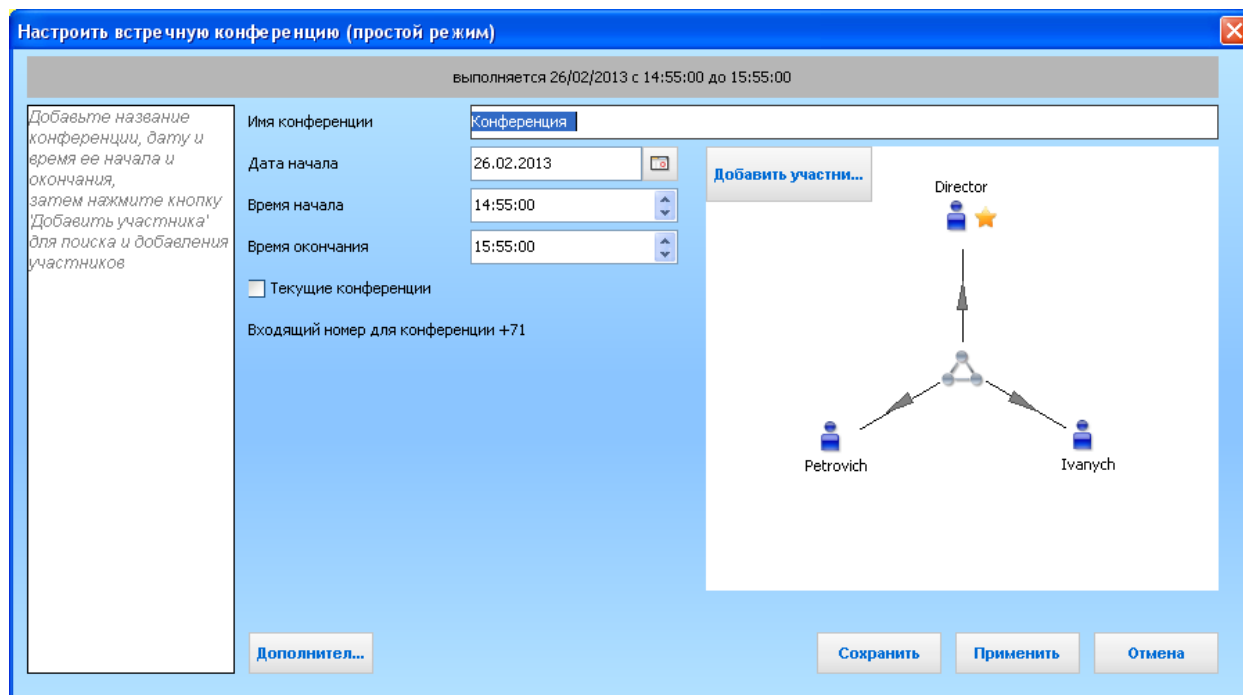 Настроить встречную конференцию (простой режим)
выполняется 26/02/2013 с 14:55:00 до 15:55:00
Добавьте название
конференции, дату и
время ее начала и
окончания,
затем нажмите кнопку
'Добавить участника'
для поиска и добавления
участников
Имя конференции
Конференция
Дата начала
26.02.2013
Время начала
14:55:00
Время окончания
15:55:00
Текущие конференции
Входящий номер для конференции +71
Добавить участни...
Director
Petrovich
Ivanych
Дополнител...
Сохранить
Применить
Отмена